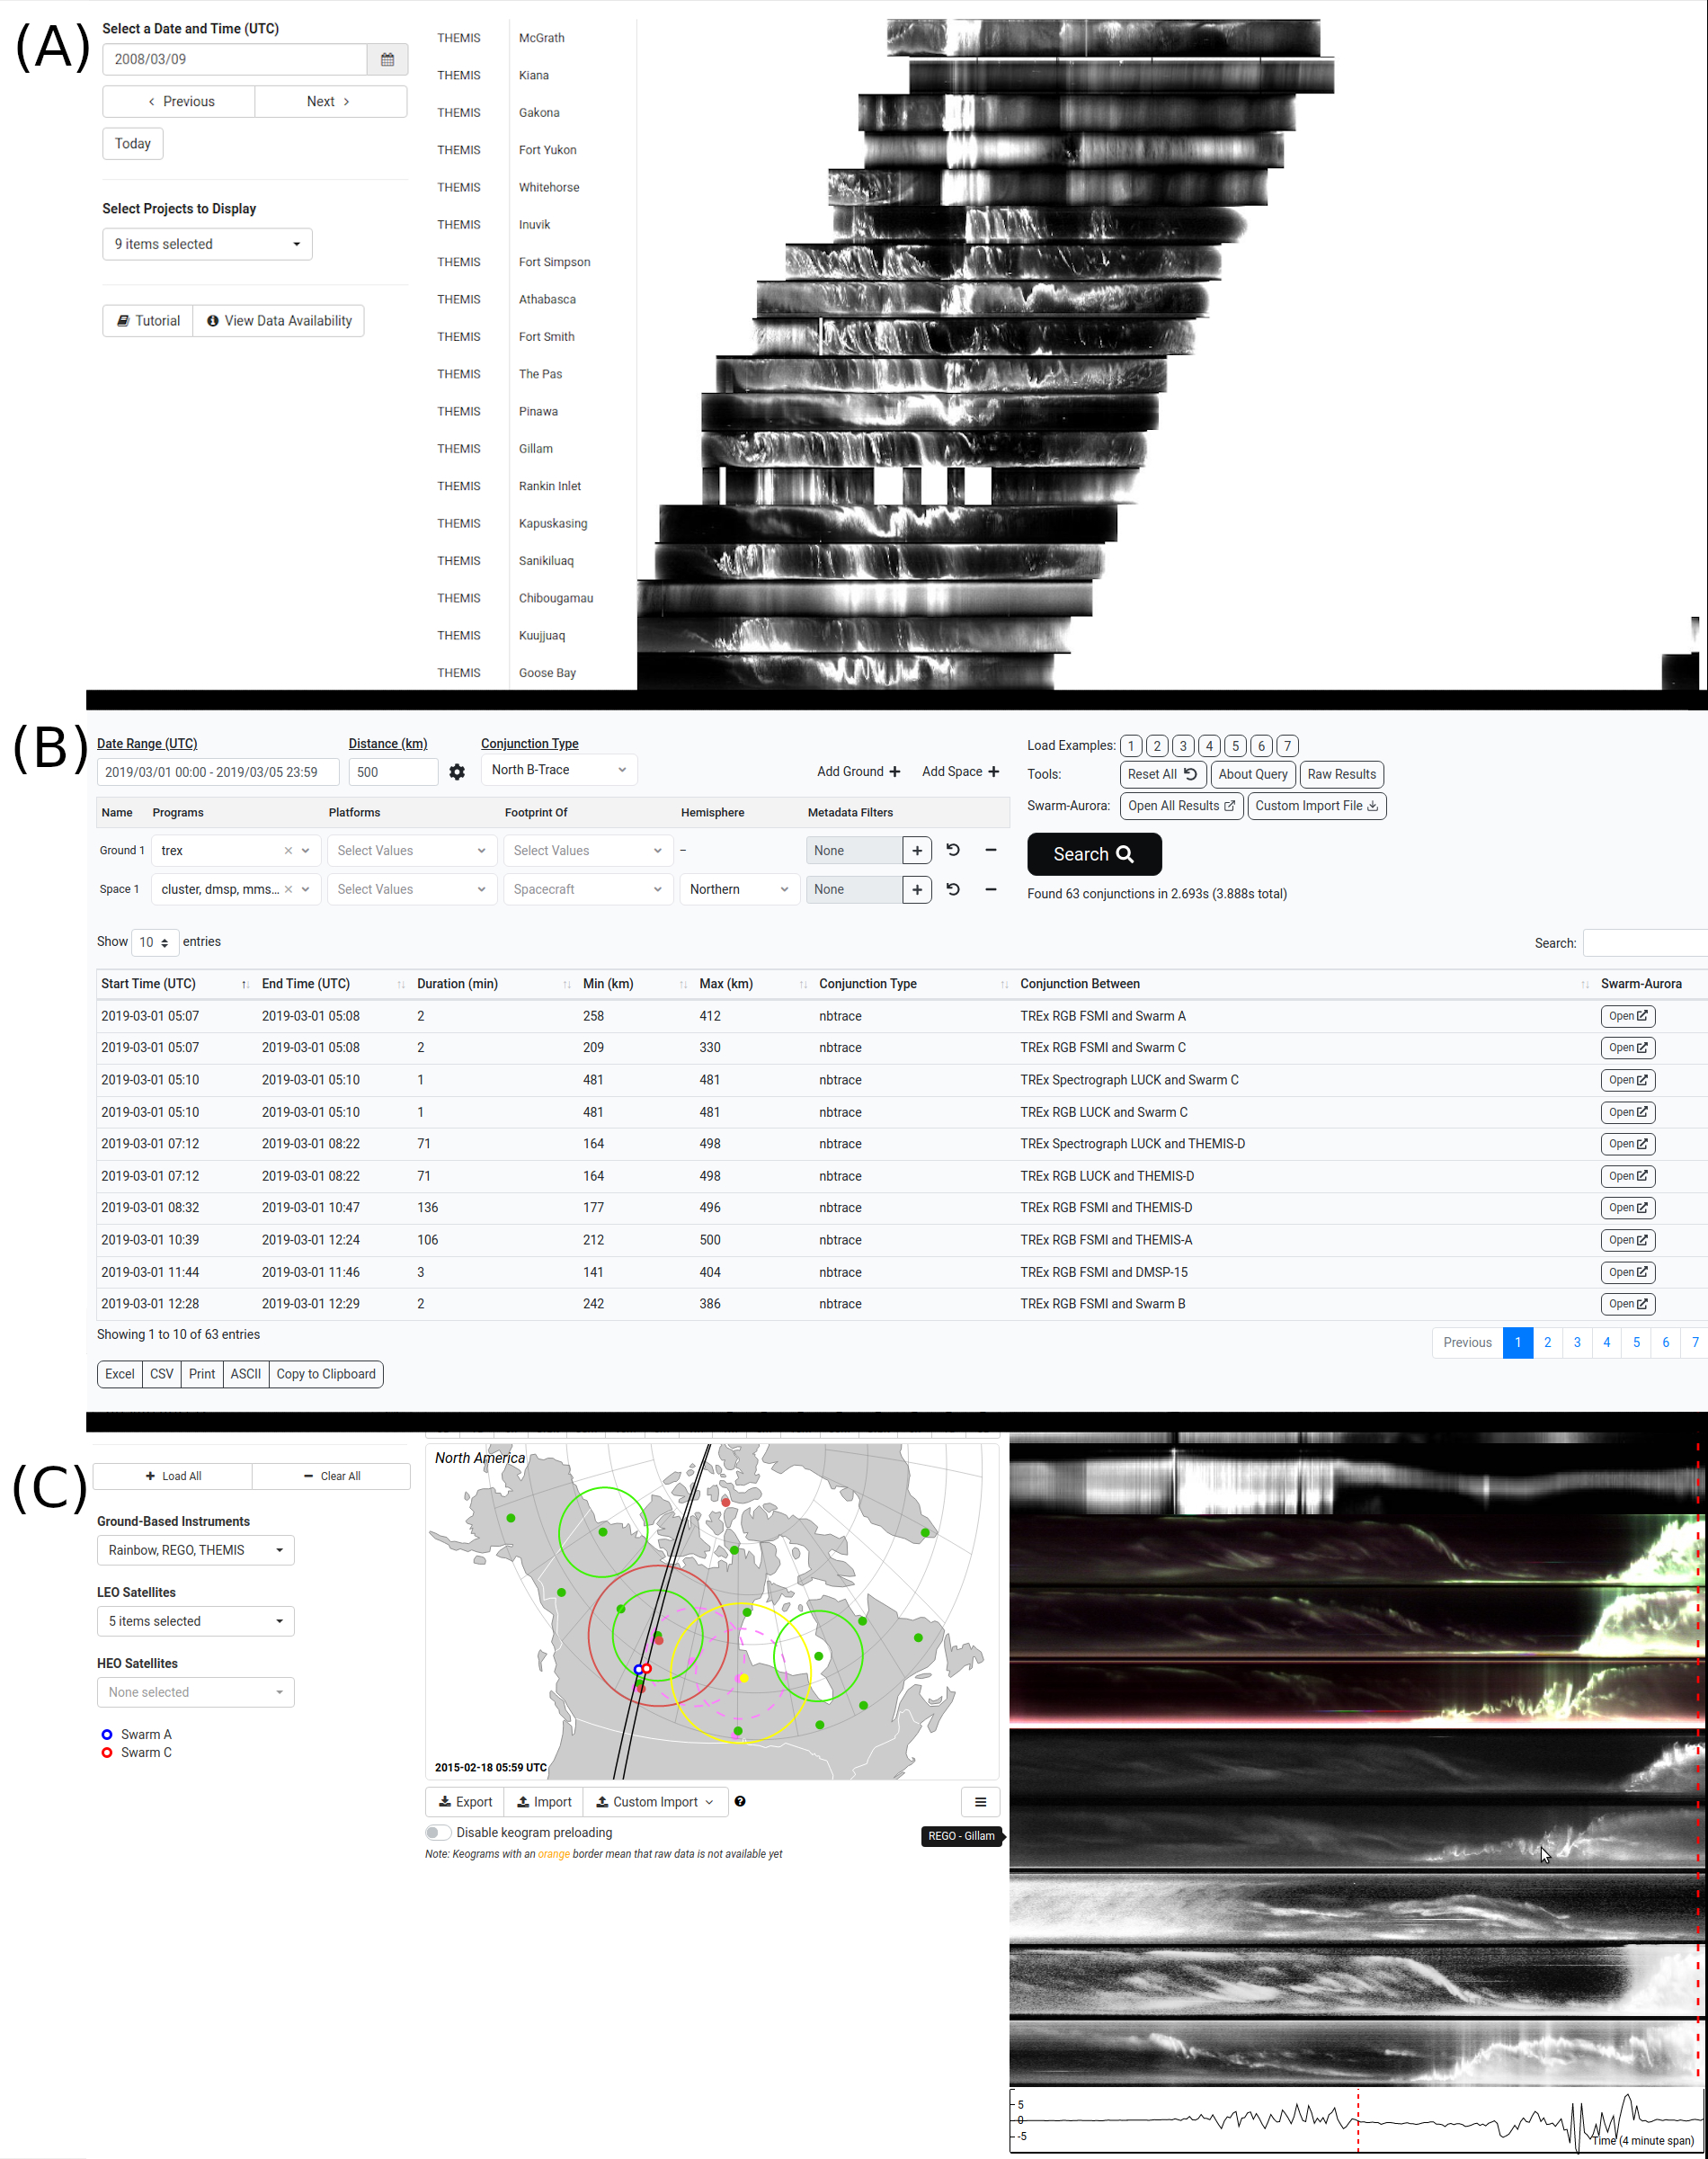 (A)
Select a Date and Time (UTC)
2008/03/09
Previous Next
Today
Select Projects to Display
9 items selected
Tutorial View Data Availability
THEMIS McGrath
THEMIS Kiana
THEMIS Gakona
THEMIS Fort Yukon
THEMIS Whitehorse
THEMIS Inuvik
THEMIS Fort Simpson
THEMIS Athabasca
THEMIS Fort Smith
THEMIS The Pas
THEMIS Pinawa
THEMIS Gillam
THEMIS Rankin Inlet
THEMIS Kapuskasing
THEMIS Sanikiluaq
THEMIS Chibougamau
THEMIS Kuujjuaq
THEMIS Goose Bay
(B)
Date Range (UTC) Distance (km) Conjunction Type
2019/03/01 00:00 - 2019/03/05 23:59 500 North B-Trace
Add Ground + Add Space +
Load Examples: 1 2 3 4 5 6 7
Tools: Reset All About Query Raw Results
Swarm-Aurora: Open All Results Custom Import File
Search
Found 63 conjunctions in 2.693s (3.888s total)
Name Programs Platforms Footprint Of Hemisphere Metadata Filters
Ground 1 trex Select Values Select Values – None
Space 1 cluster, dmsp, mms... Select Values Spacecraft Northern None
Show 10 entries
Search:
Start Time (UTC) End Time (UTC) Duration (min) Min (km) Max (km) Conjunction Type Conjunction Between Swarm-Aurora
2019-03-01 05:07 2019-03-01 05:08 2 258 412 nbtrace TREx RGB FSMI and Swarm A Open
2019-03-01 05:07 2019-03-01 05:08 2 209 330 nbtrace TREx RGB FSMI and Swarm C Open
2019-03-01 05:10 2019-03-01 05:10 1 481 481 nbtrace TREx Spectrograph LUCK and Swarm C Open
2019-03-01 05:10 2019-03-01 05:10 1 481 481 nbtrace TREx RGB LUCK and Swarm C Open
2019-03-01 07:12 2019-03-01 08:22 71 164 498 nbtrace TREx Spectrograph LUCK and THEMIS-D Open
2019-03-01 07:12 2019-03-01 08:22 71 164 498 nbtrace TREx RGB LUCK and THEMIS-D Open
2019-03-01 08:32 2019-03-01 10:47 136 177 496 nbtrace TREx RGB FSMI and THEMIS-D Open
2019-03-01 10:39 2019-03-01 12:24 106 212 500 nbtrace TREx RGB FSMI and THEMIS-A Open
2019-03-01 11:44 2019-03-01 11:46 3 141 404 nbtrace TREx RGB FSMI and DMSP-15 Open
2019-03-01 12:28 2019-03-01 12:29 2 242 386 nbtrace TREx RGB FSMI and Swarm B Open
Showing 1 to 10 of 63 entries
Previous 1 2 3 4 5 6 7
Excel CSV Print ASCII Copy to Clipboard
(C)
+ Load All − Clear All
Ground-Based Instruments
Rainbow, REGO, THEMIS
LEO Satellites
5 items selected
HEO Satellites
None selected
Swarm A
Swarm C
North America
2015-02-18 05:59 UTC
Export Import Custom Import
Disable keogram preloading
Note: Keograms with an orange border mean that raw data is not available yet
REGO - Gillam
5
0
-5
Time (4 minute span)